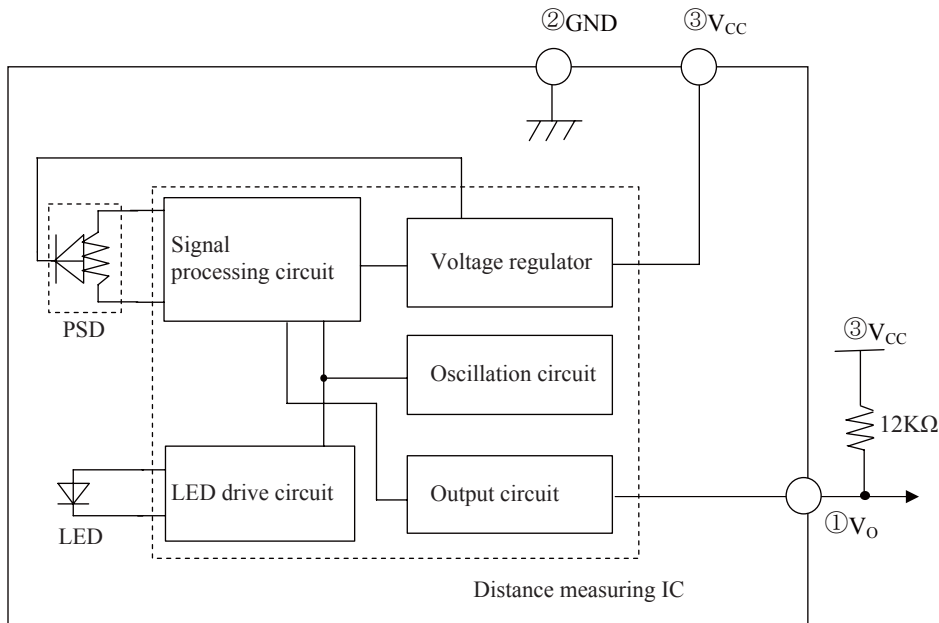 ②GND
③VCC
Signal
processing circuit
Voltage regulator
PSD
③VCC
Oscillation circuit
12KΩ
LED drive circuit
Output circuit
LED
①VO
Distance measuring IC